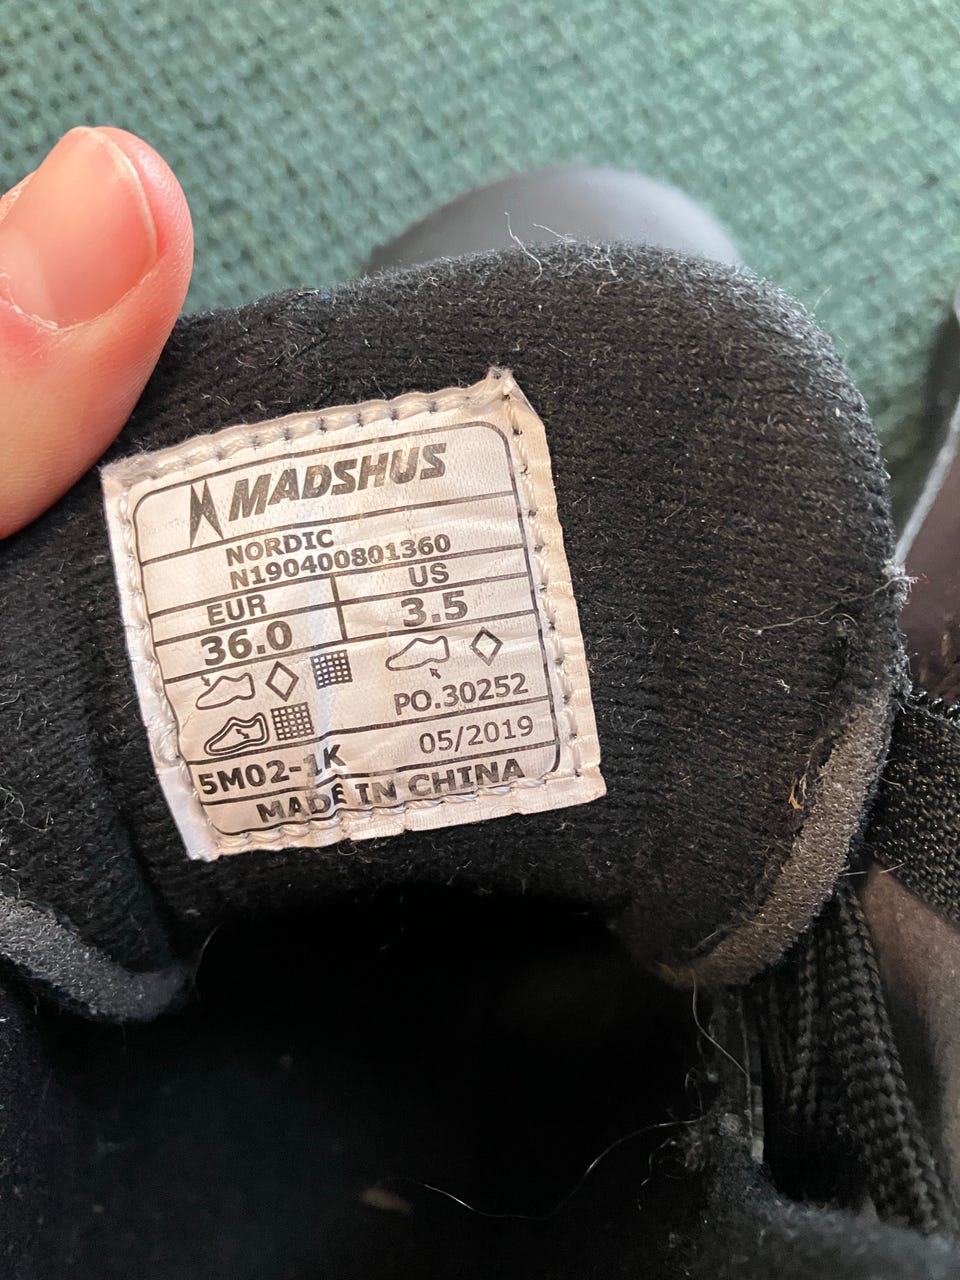 MADSHUS
NORDIC
N190400801360
EUR US
36.0 3.5
PO.30252
5M02-1K 05/2019
MADE IN CHINA